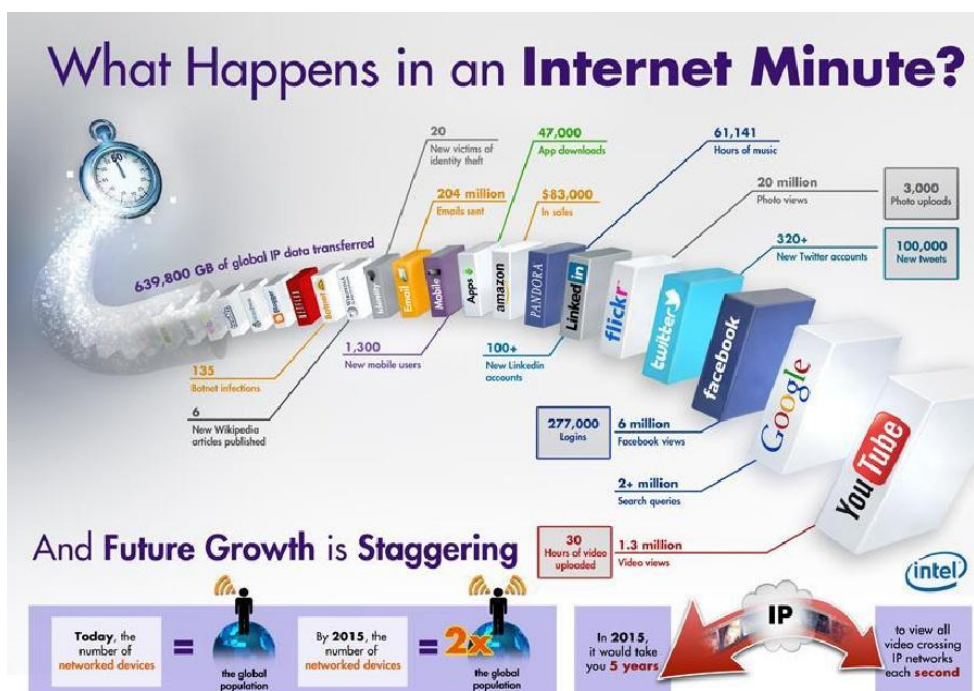 What Happens in an Internet Minute?
20
New victims of
identity theft
47,000
App downloads
61,141
Hours of music
204 million
Emails sent
$83,000
In sales
20 million
Photo views
3,000
Photo uploads
320+
New Twitter accounts
100,000
New tweets
639,800 GB of global IP data transferred
NETFLIX
Botnet
Identity
Email
Mobile
Apps
amazon
PANDORA
Linked in
flickr
twitter
facebook
Google
YouTube
135
Botnet infections
6
New Wikipedia
articles published
1,300
New mobile users
100+
New Linkedin
accounts
277,000
Logins
6 million
Facebook views
2+ million
Search queries
30
Hours of video
uploaded
1.3 million
Video views
And Future Growth is Staggering
intel
Today, the
number of
networked devices
=
the global
population
By 2015, the
number of
networked devices
=
2x
the global
population
In 2015,
it would take
you 5 years
IP
to view all
video crossing
IP networks
each second